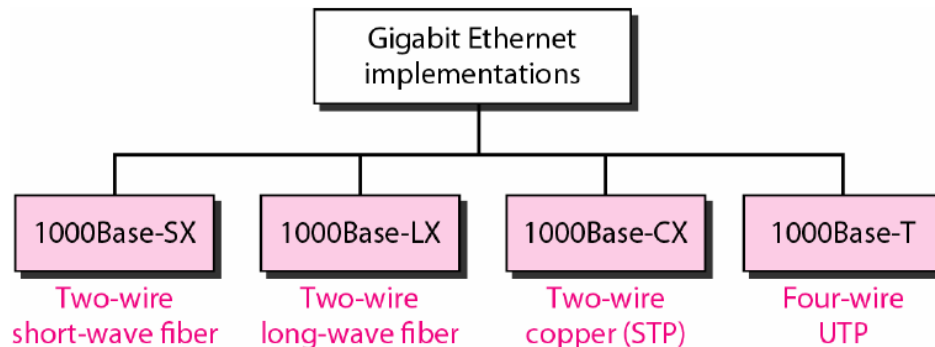 Gigabit Ethernet
implementations
1000Base-SX
1000Base-LX
1000Base-CX
1000Base-T
Two-wire
short-wave fiber
Two-wire
long-wave fiber
Two-wire
copper (STP)
Four-wire
UTP